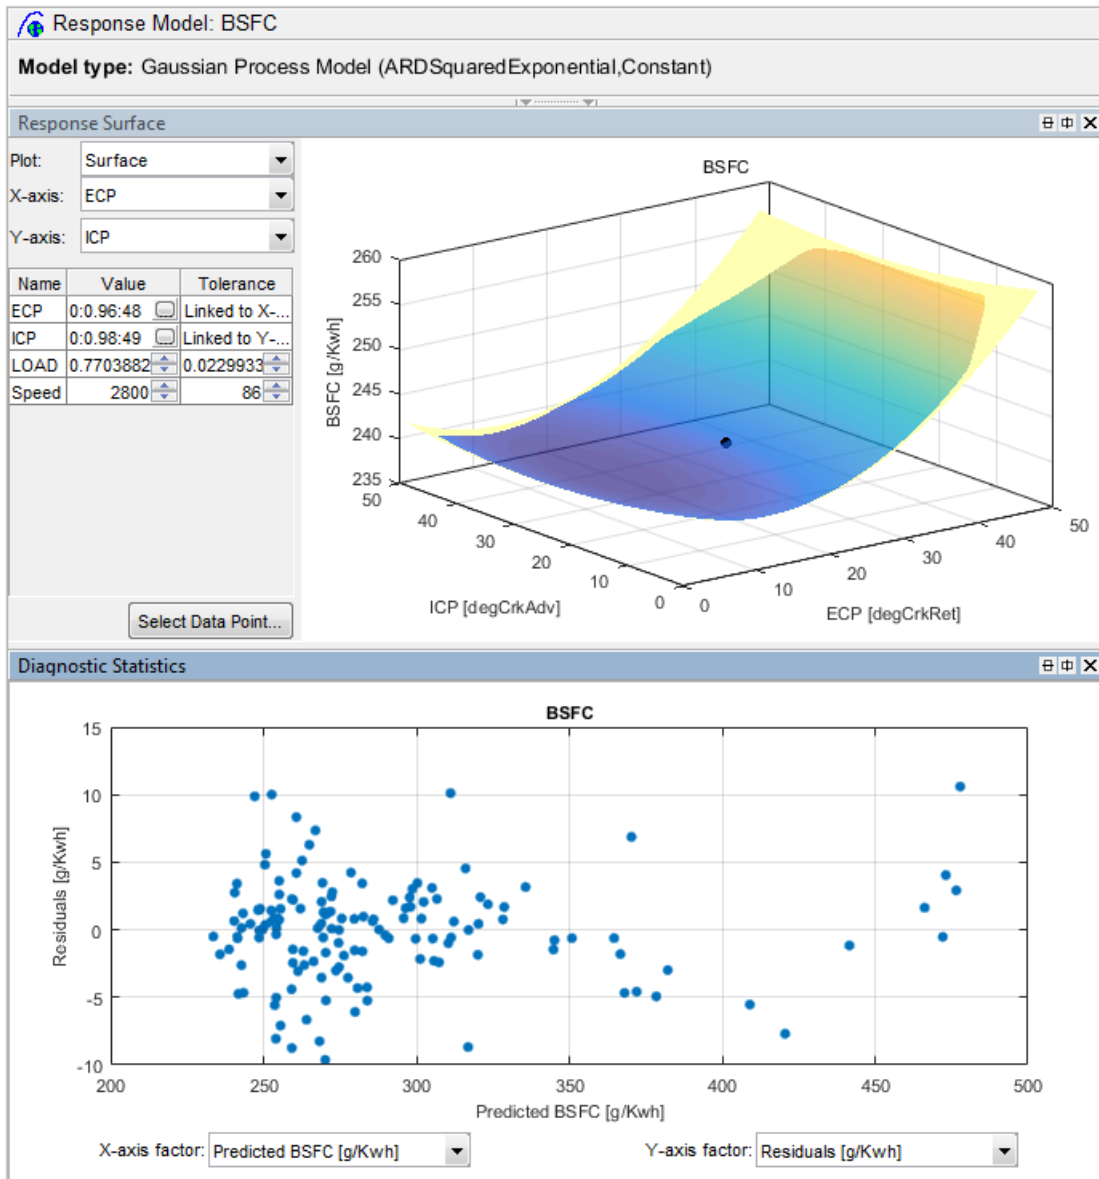 Response Model: BSFC
Model type: Gaussian Process Model (ARDSquaredExponential,Constant)
Response Surface
Plot: Surface
X-axis: ECP
Y-axis: ICP
Name Value Tolerance
ECP 0:0.96:48 Linked to X-...
ICP 0:0.98:49 Linked to Y-...
LOAD 0.7703882 0.0229933
Speed 2800 86
Select Data Point...
BSFC
BSFC [g/Kwh]
260
255
250
245
240
235
50
40
30
20
10
0
ICP [degCrkAdv]
0
10
20
30
40
50
ECP [degCrkRet]
Diagnostic Statistics
BSFC
Residuals [g/Kwh]
15
10
5
0
-5
-10
200 250 300 350 400 450 500
Predicted BSFC [g/Kwh]
X-axis factor: Predicted BSFC [g/Kwh] Y-axis factor: Residuals [g/Kwh]